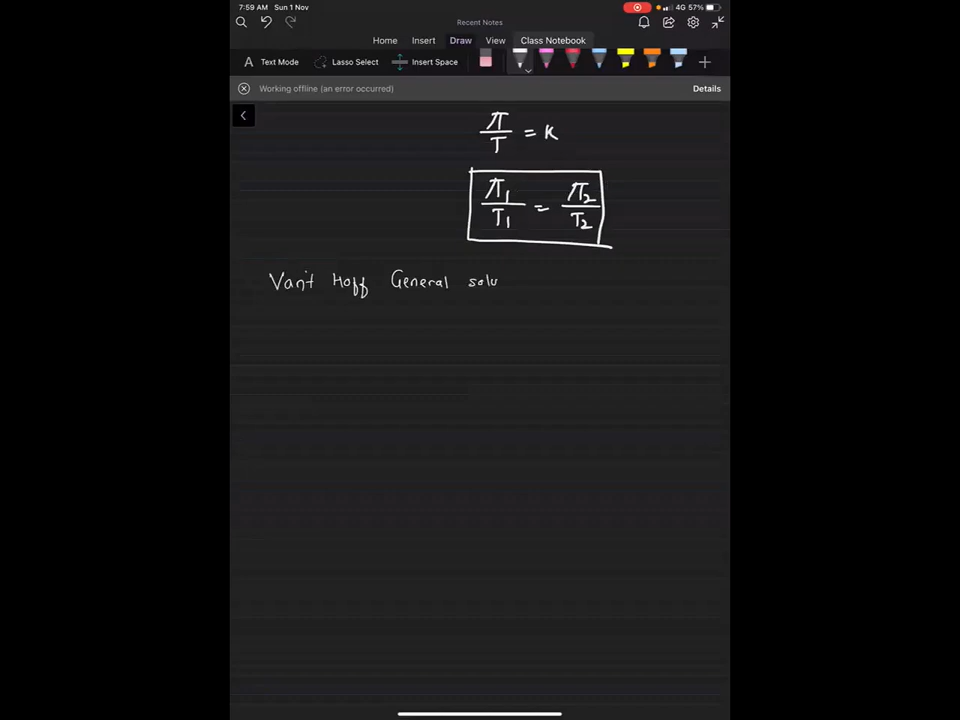 7:59 AM Sun 1 Nov
4G 57%
Recent Notes
Home Insert Draw View Class Notebook
Text Mode Lasso Select Insert Space
Working offline (an error occurred) Details
π/T = K
π1/T1 = π2/T2
Van't Hoff General solu